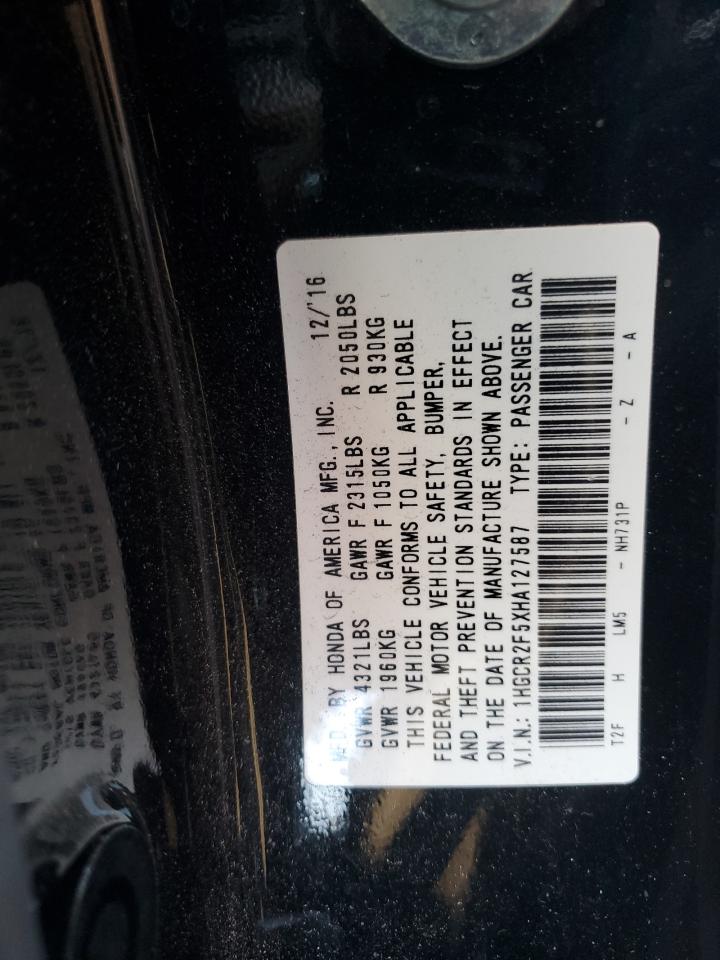 MFD. BY HONDA OF AMERICA MFG., INC. 12/'16
GVWR 4321LBS GAWR F 2315LBS R 2050LBS
GVWR 1960KG GAWR F 1050KG R 930KG
THIS VEHICLE CONFORMS TO ALL APPLICABLE
FEDERAL MOTOR VEHICLE SAFETY, BUMPER,
AND THEFT PREVENTION STANDARDS IN EFFECT
ON THE DATE OF MANUFACTURE SHOWN ABOVE.
V.I.N.: 1HGCR2F5XHA127587 TYPE: PASSENGER CAR
T2F H LM5 - NH731P - Z - A